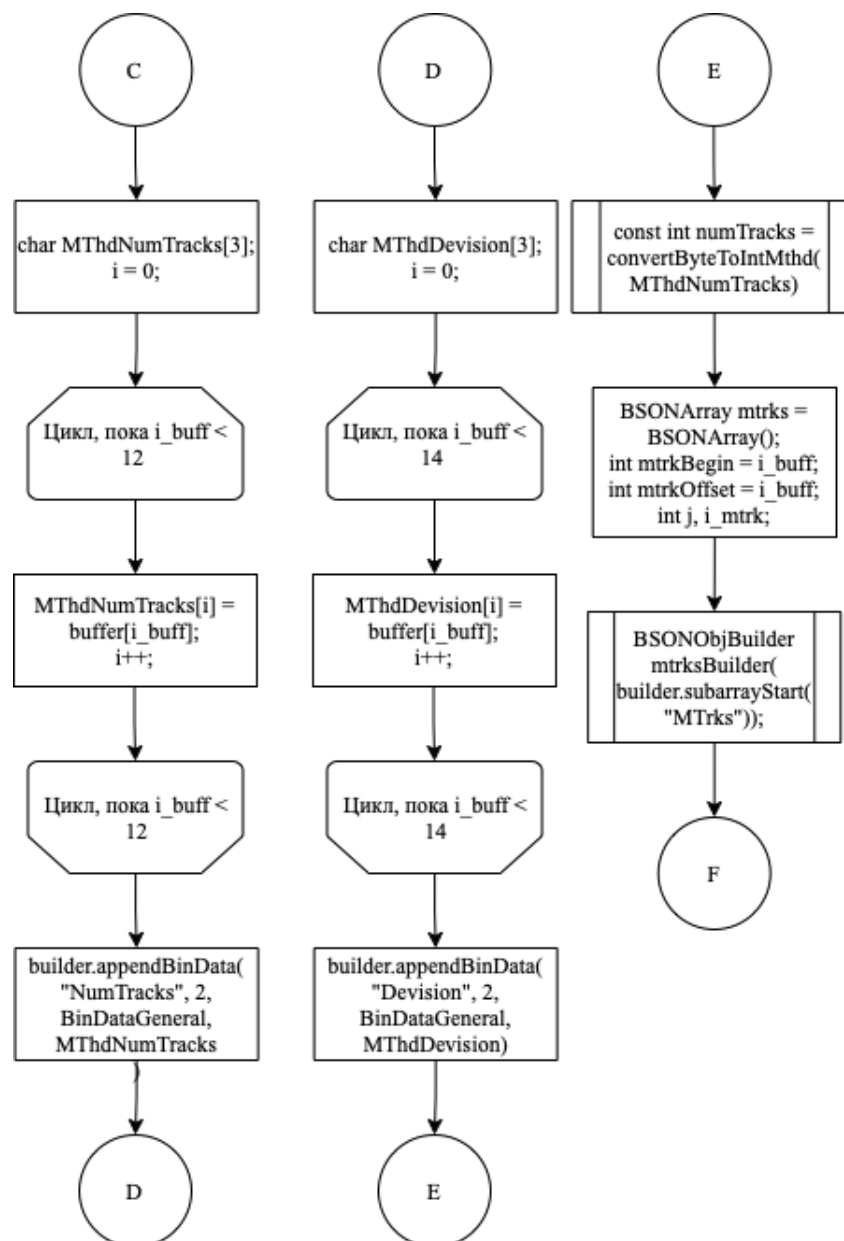 C
char MThdNumTracks[3];
i = 0;
Цикл, пока i_buff <
12
MThdNumTracks[i] =
buffer[i_buff];
i++;
Цикл, пока i_buff <
12
builder.appendBinData(
"NumTracks", 2,
BinDataGeneral,
MThdNumTracks
)
D
D
char MThdDevision[3];
i = 0;
Цикл, пока i_buff <
14
MThdDevision[i] =
buffer[i_buff];
i++;
Цикл, пока i_buff <
14
builder.appendBinData(
"Devision", 2,
BinDataGeneral,
MThdDevision)
E
E
const int numTracks =
convertByteToIntMthd(
MThdNumTracks)
BSONArray mtrks =
BSONArray();
int mtrkBegin = i_buff;
int mtrkOffset = i_buff;
int j, i_mtrk;
BSONObjBuilder
mtrksBuilder(
builder.subarrayStart(
"MTrks"));
F